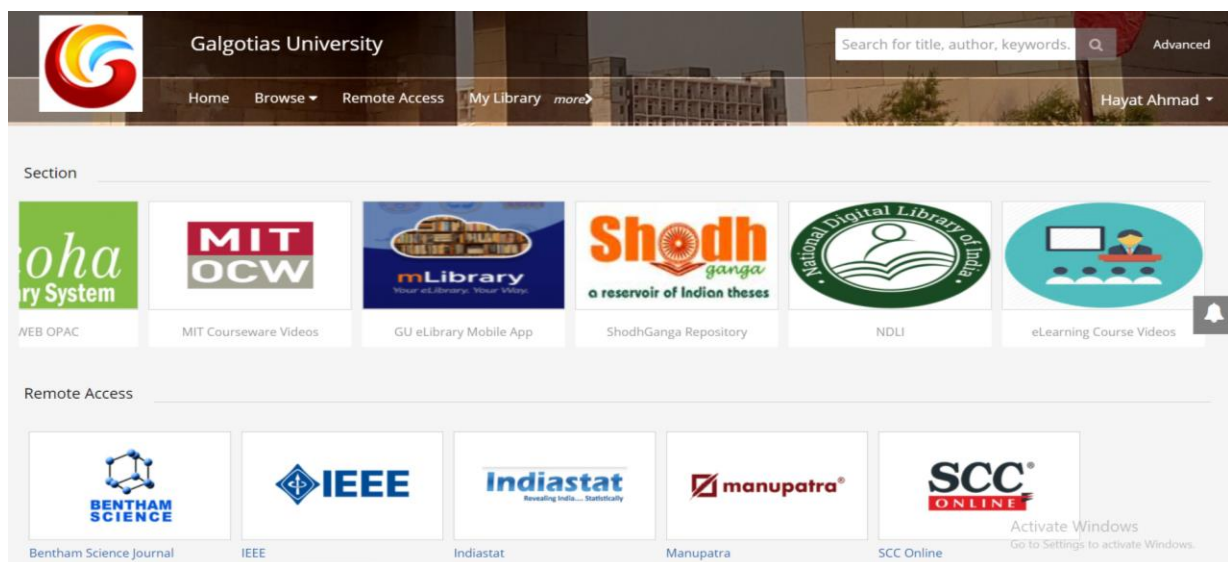 Galgotias University
Search for title, author, keywords.
Advanced
Home Browse Remote Access My Library more
Hayat Ahmad
Section
oha
ry System
MIT
OCW
mLibrary
Your eLibrary. Your Way.
Shodh
ganga
a reservoir of Indian theses
National Digital Library of India
WEB OPAC
MIT Courseware Videos
GU eLibrary Mobile App
ShodhGanga Repository
NDLI
eLearning Course Videos
Remote Access
BENTHAM
SCIENCE
IEEE
Indiastat
Revealing India.... Statistically
manupatra®
SCC®
ONLINE
Activate Windows
Go to Settings to activate Windows.
Bentham Science Journal
IEEE
Indiastat
Manupatra
SCC Online